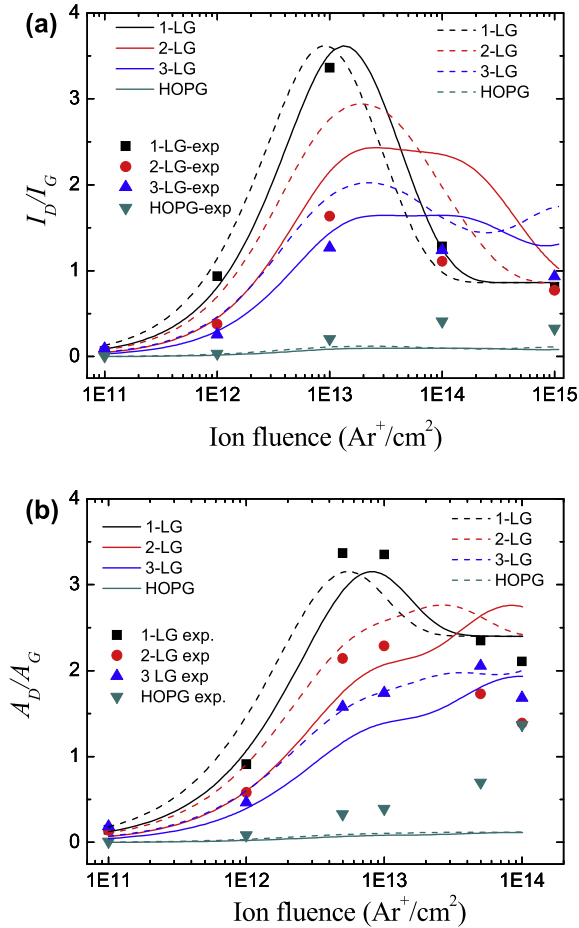 (a)
1-LG
2-LG
3-LG
HOPG
1-LG
2-LG
3-LG
HOPG
1-LG-exp
2-LG-exp
3-LG-exp
HOPG-exp
I_D/I_G
4
3
2
1
0
1E11 1E12 1E13 1E14 1E15
Ion fluence (Ar⁺/cm²)
(b)
1-LG
2-LG
3-LG
HOPG
1-LG
2-LG
3-LG
HOPG
1-LG exp.
2-LG exp
3 LG exp
HOPG exp.
A_D/A_G
4
3
2
1
0
1E11 1E12 1E13 1E14
Ion fluence (Ar⁺/cm²)